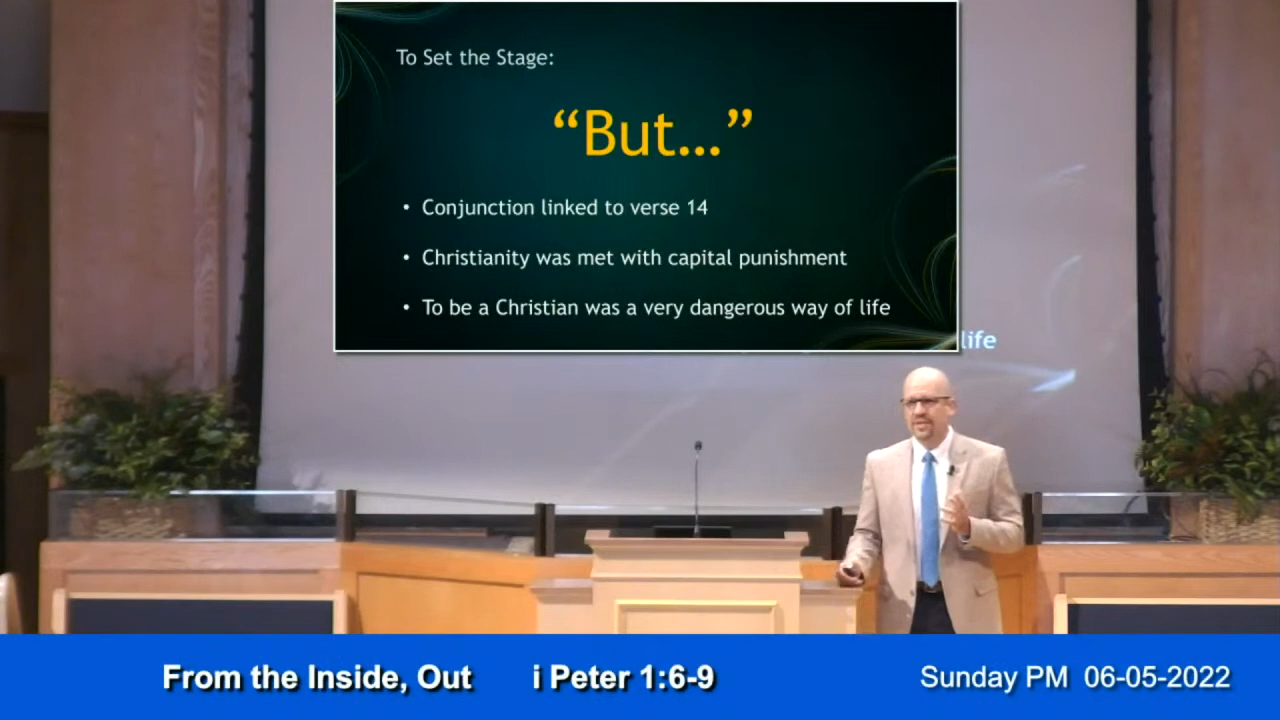 To Set the Stage:
“But...”
• Conjunction linked to verse 14
• Christianity was met with capital punishment
• To be a Christian was a very dangerous way of life
life
From the Inside, Out i Peter 1:6-9 Sunday PM 06-05-2022